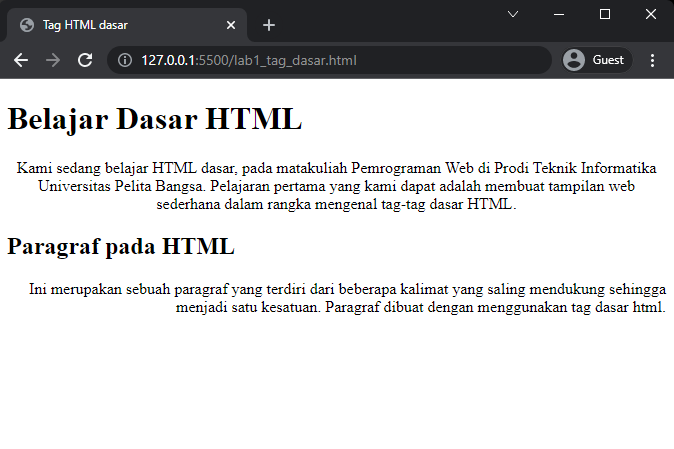 Tag HTML dasar
127.0.0.1:5500/lab1_tag_dasar.html
Guest
Belajar Dasar HTML
Kami sedang belajar HTML dasar, pada matakuliah Pemrograman Web di Prodi Teknik Informatika
Universitas Pelita Bangsa. Pelajaran pertama yang kami dapat adalah membuat tampilan web
sederhana dalam rangka mengenal tag-tag dasar HTML.
Paragraf pada HTML
Ini merupakan sebuah paragraf yang terdiri dari beberapa kalimat yang saling mendukung sehingga
menjadi satu kesatuan. Paragraf dibuat dengan menggunakan tag dasar html.